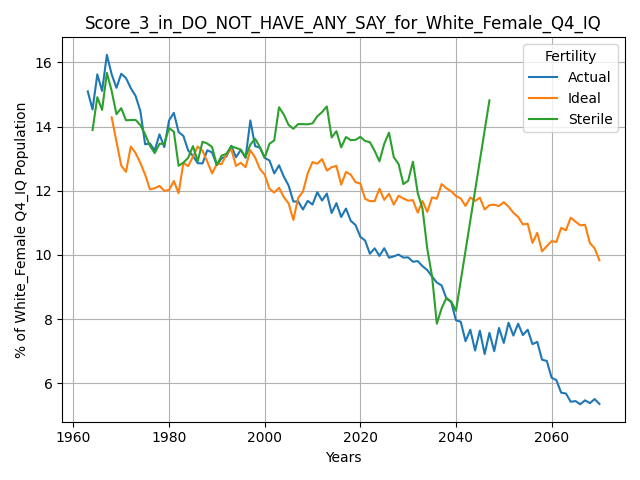 Score_3_in_DO_NOT_HAVE_ANY_SAY_for_White_Female_Q4_IQ
% of White_Female Q4_IQ Population
16
14
12
10
8
6
Fertility
Actual
Ideal
Sterile
1960
1980
2000
2020
2040
2060
Years